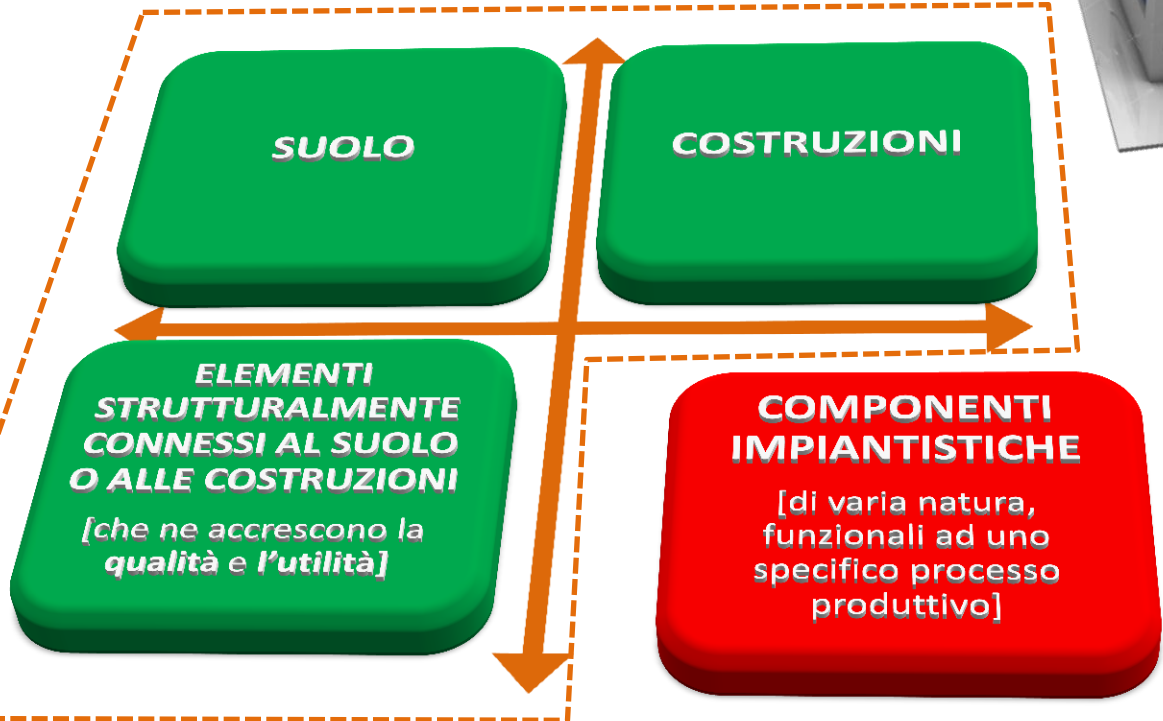 SUOLO
COSTRUZIONI
ELEMENTI
STRUTTURALMENTE
CONNESSI AL SUOLO
O ALLE COSTRUZIONI
[che ne accrescono la
qualità e l’utilità]
COMPONENTI
IMPIANTISTICHE
[di varia natura,
funzionali ad uno
specifico processo
produttivo]